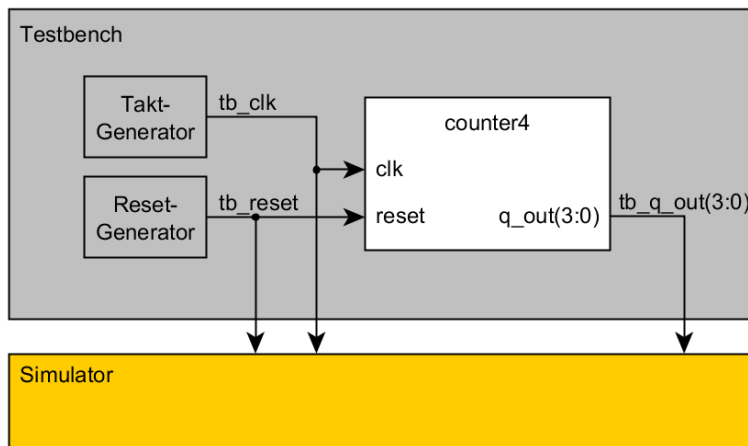 Testbench
Takt-
Generator
tb_clk
counter4
clk
Reset-
Generator
tb_reset
reset
q_out(3:0)
tb_q_out(3:0)
Simulator